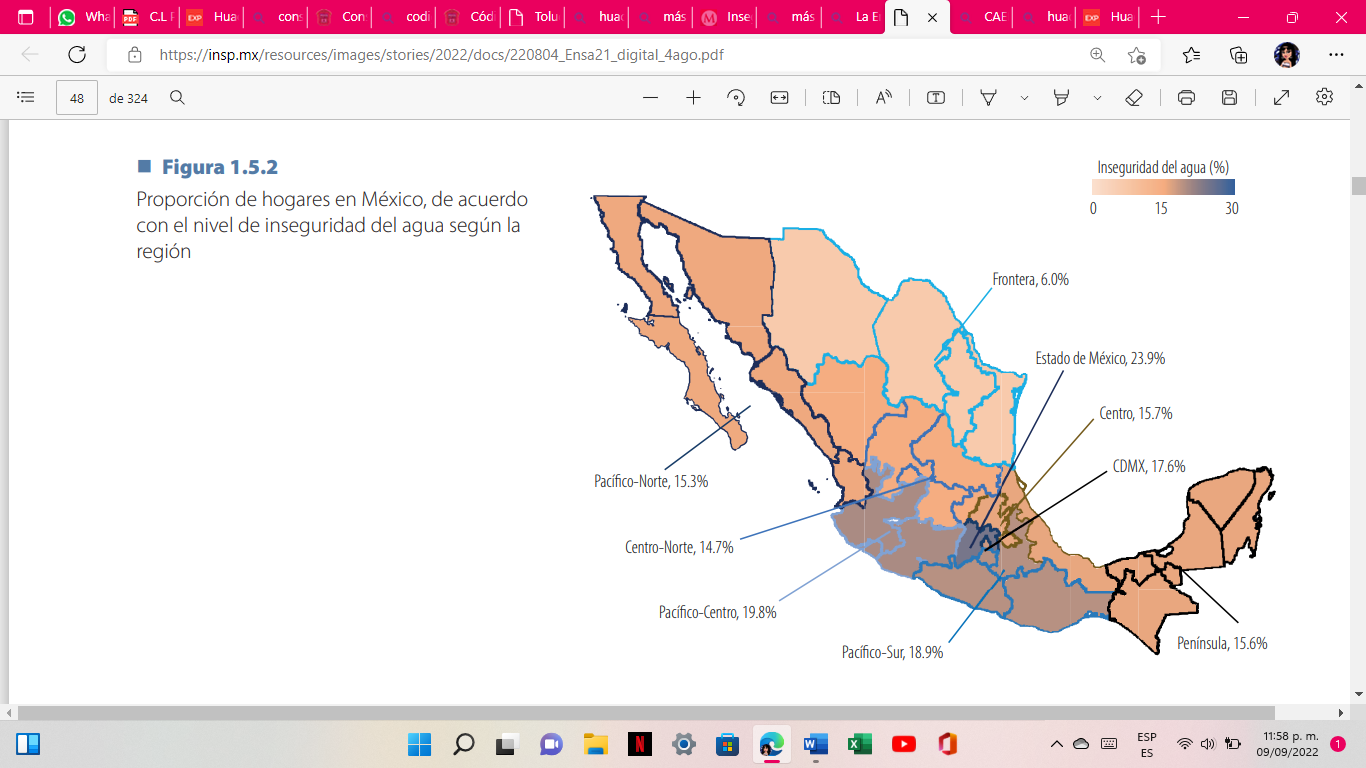 Wha
C.L F
Hua
cons
Con
codi
Cód
Tolu
hua
más
Inse
más
La E
CAE
hua
Hua
https://insp.mx/resources/images/stories/2022/docs/220804_Ensa21_digital_4ago.pdf
48 de 324
Figura 1.5.2
Proporción de hogares en México, de acuerdo
con el nivel de inseguridad del agua según la
región
Inseguridad del agua (%)
0 15 30
Frontera, 6.0%
Estado de México, 23.9%
Centro, 15.7%
CDMX, 17.6%
Pacífico-Norte, 15.3%
Centro-Norte, 14.7%
Pacífico-Centro, 19.8%
Pacífico-Sur, 18.9%
Península, 15.6%
ESP
ES
11:58 p. m.
09/09/2022
1